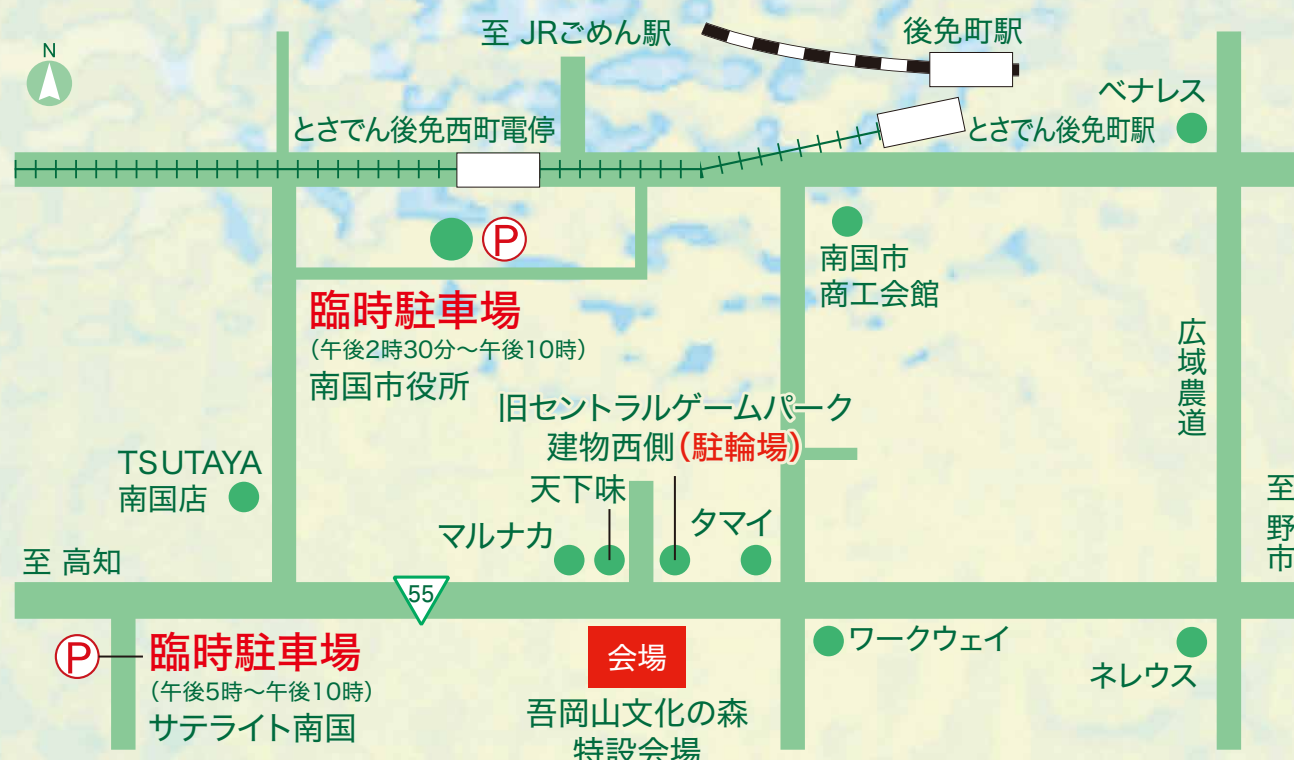 至 JRごめん駅
後免町駅
N
ベナレス
とさでん後免西町電停
とさでん後免町駅
P
南国市
商工会館
臨時駐車場
(午後2時30分～午後10時)
南国市役所
広域農道
旧セントラルゲームパーク
建物西側(駐輪場)
TSUTAYA
南国店
天下味
マルナカ
タマイ
至 野市
至 高知
55
P
臨時駐車場
(午後5時～午後10時)
サテライト南国
会場
ワークウェイ
ネレウス
吾岡山文化の森
特設会場